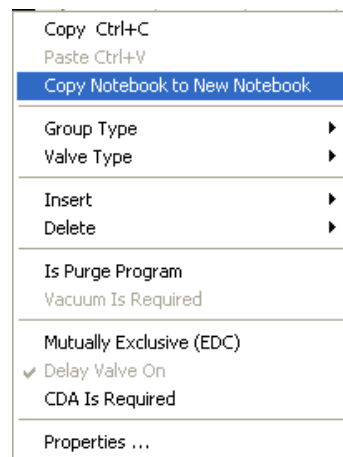 Copy Ctrl+C
Paste Ctrl+V
Copy Notebook to New Notebook
Group Type
Valve Type
Insert
Delete
Is Purge Program
Vacuum Is Required
Mutually Exclusive (EDC)
Delay Valve On
CDA Is Required
Properties ...